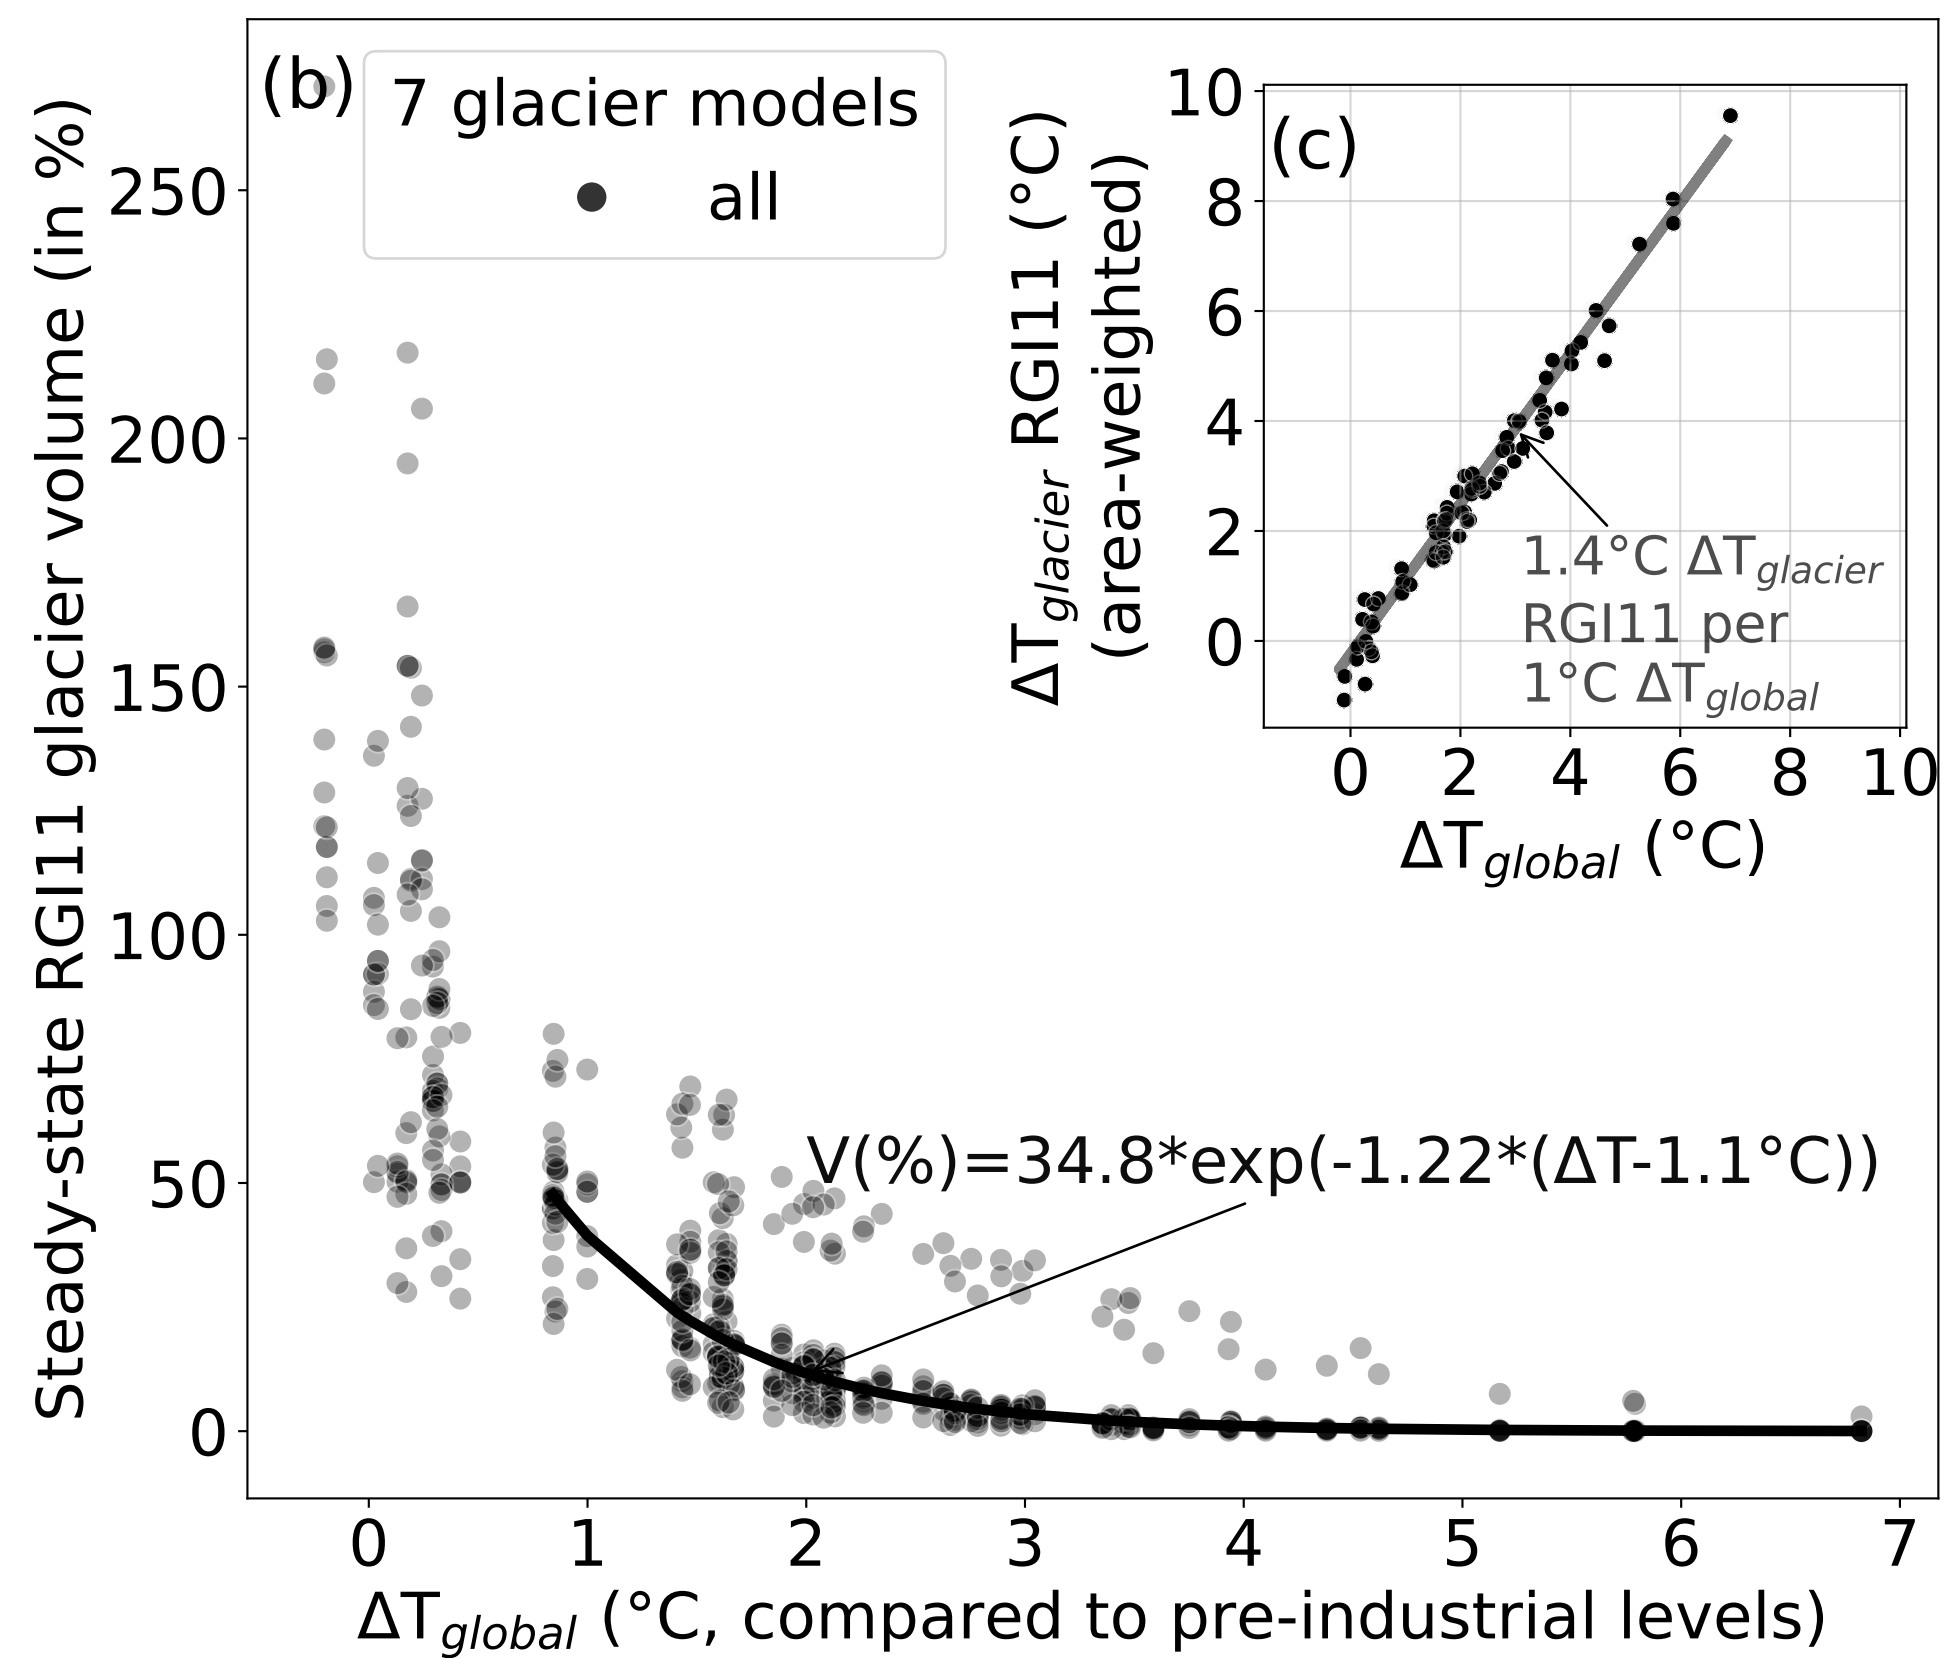 (b)
7 glacier models
all
Steady-state RGI11 glacier volume (in %)
250
200
150
100
50
0
0 1 2 3 4 5 6 7
ΔTglobal (°C, compared to pre-industrial levels)
V(%)=34.8*exp(-1.22*(ΔT-1.1°C))
(c)
ΔTglacier RGI11 (°C)
(area-weighted)
10
8
6
4
2
0
1.4°C ΔTglacier
RGI11 per
1°C ΔTglobal
0 2 4 6 8 10
ΔTglobal (°C)